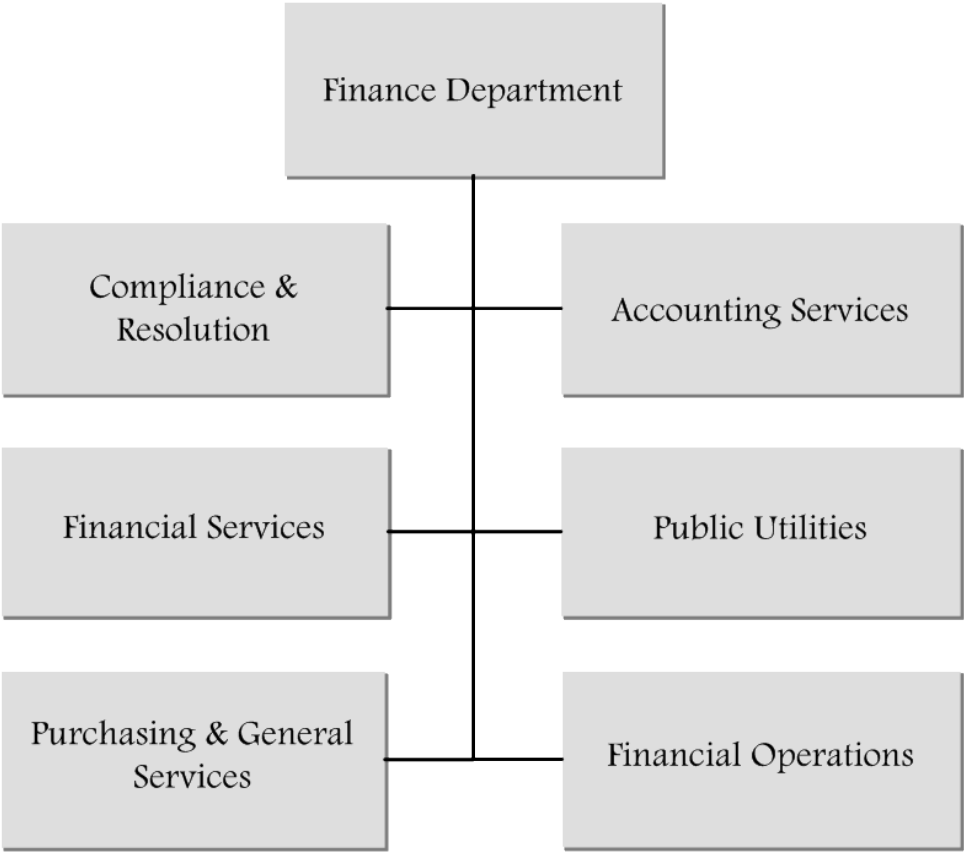 Finance Department
Compliance &
Resolution
Accounting Services
Financial Services
Public Utilities
Purchasing & General
Services
Financial Operations